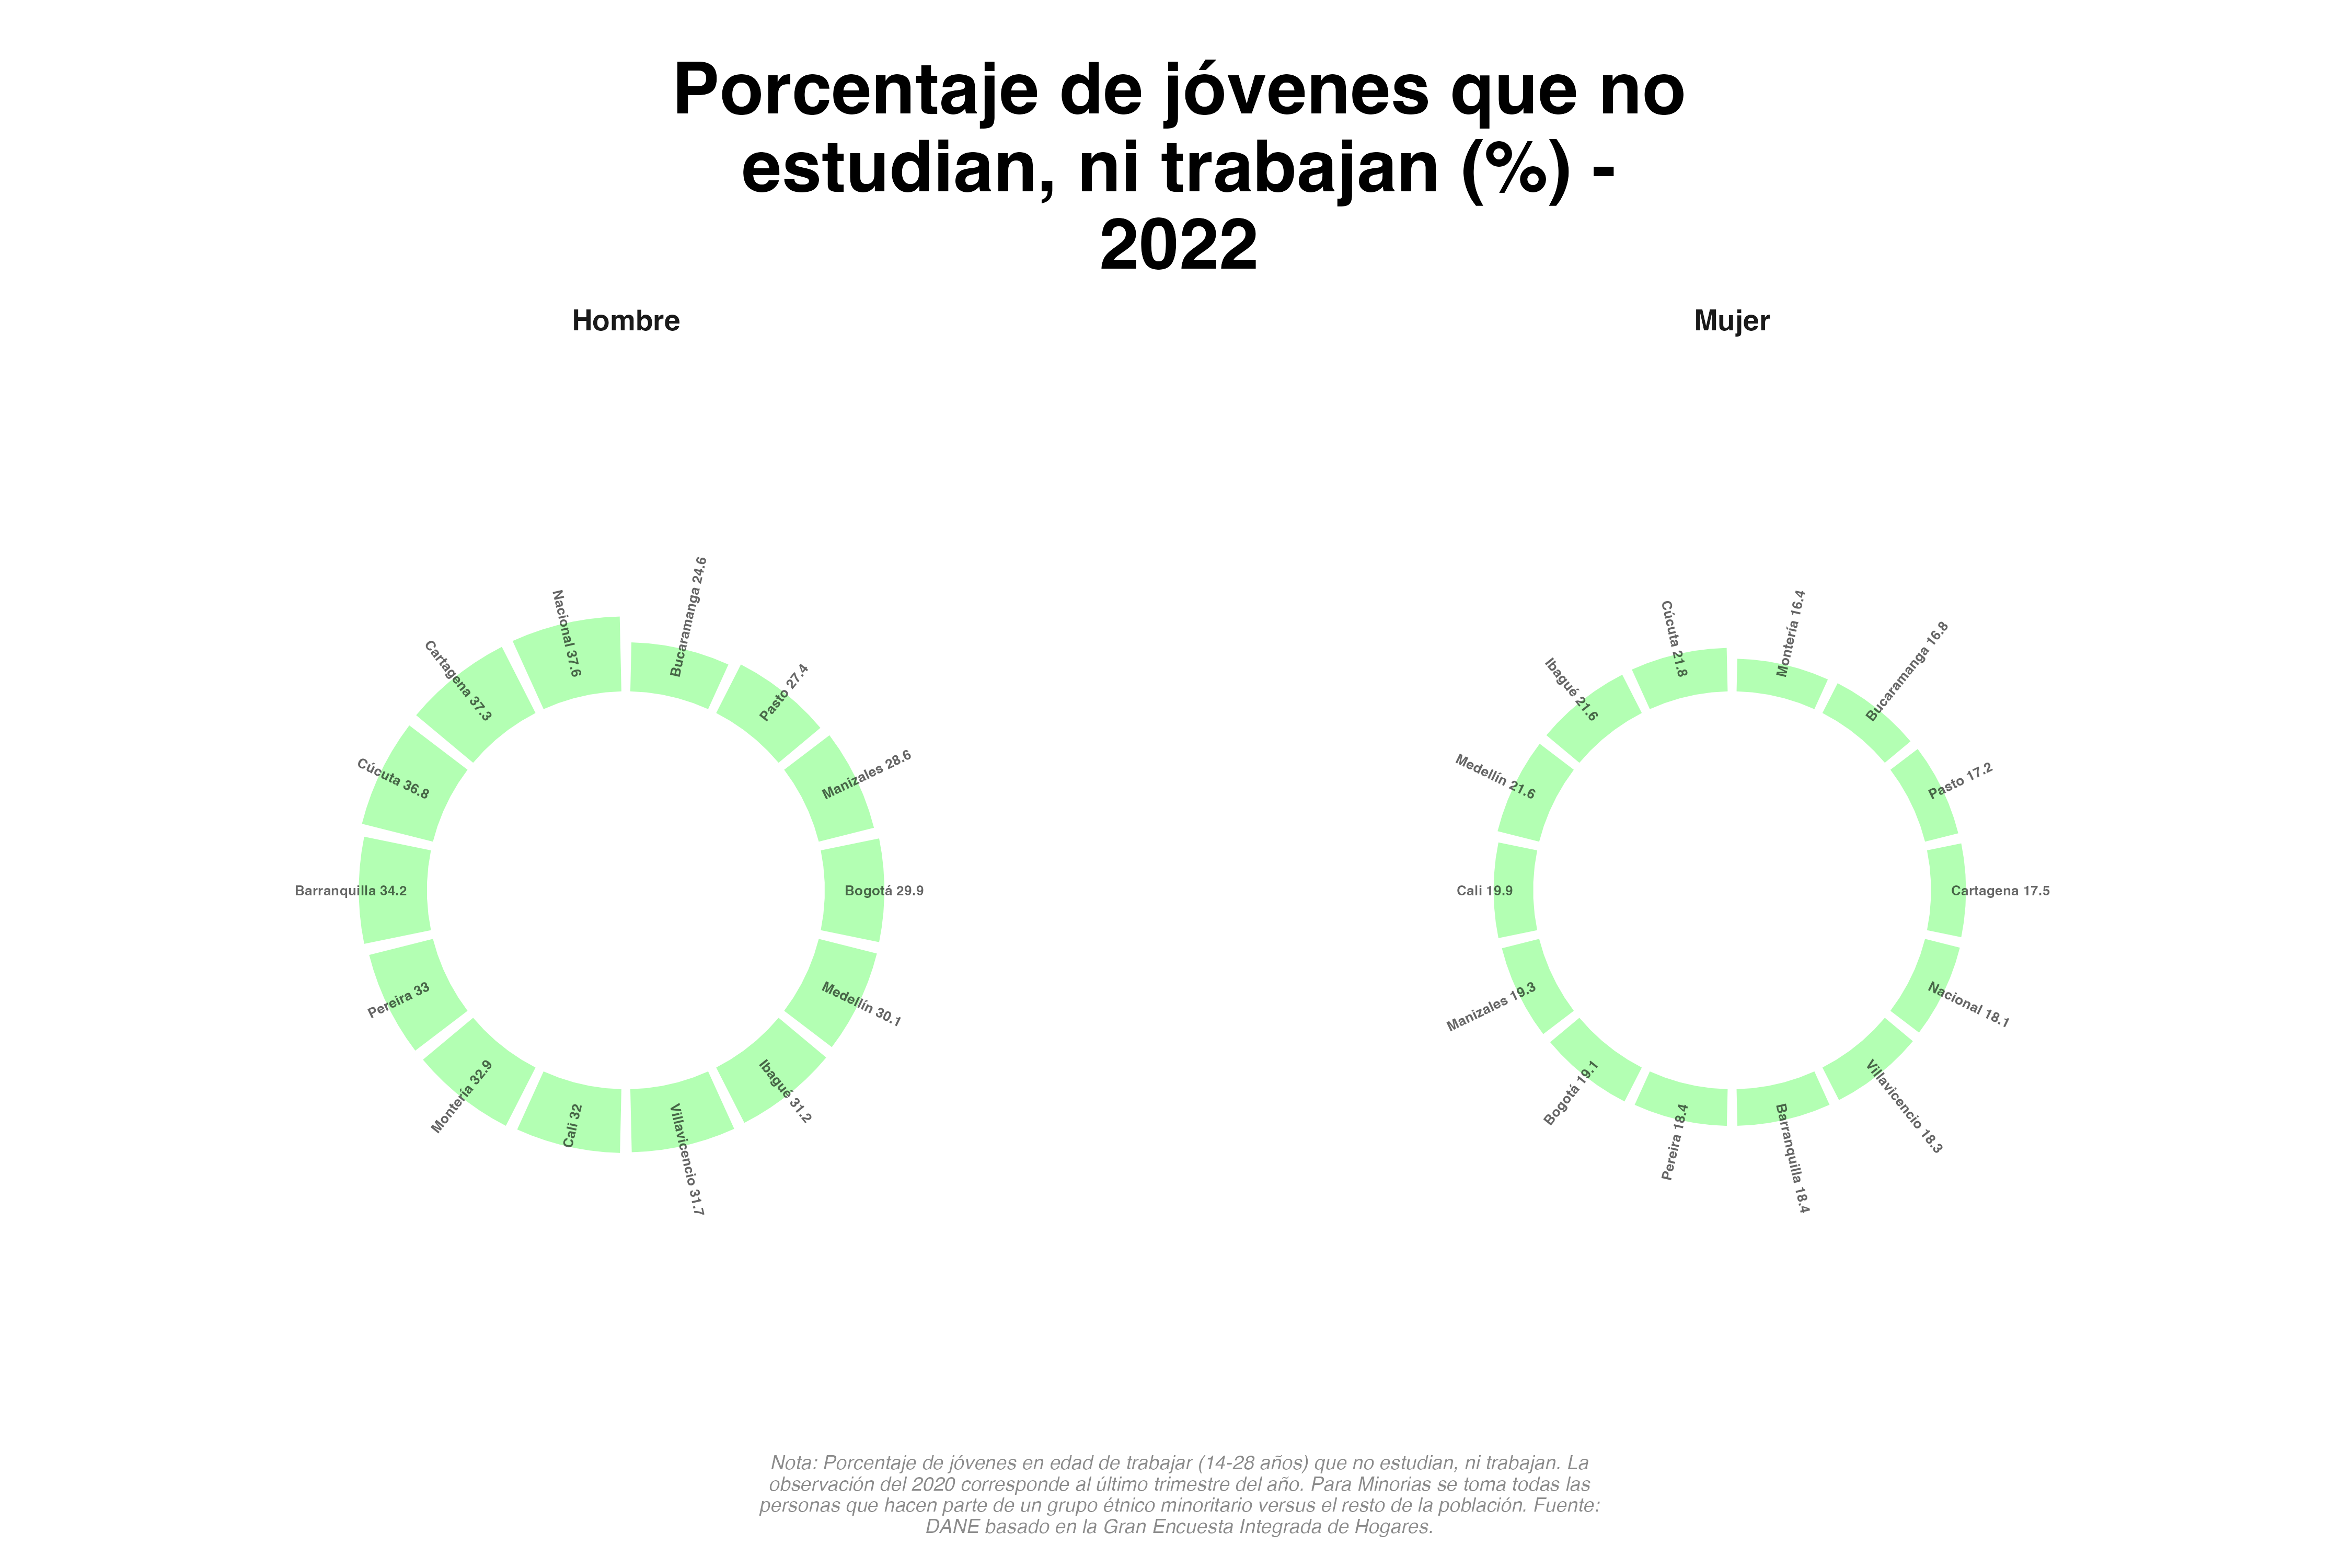 Porcentaje de jóvenes que no
estudian, ni trabajan (%) -
2022
Hombre
Bucaramanga 24.6
Pasto 27.4
Manizales 28.6
Bogotá 29.9
Medellín 30.1
Ibagué 31.2
Villavicencio 31.7
Cali 32
Montería 32.9
Pereira 33
Barranquilla 34.2
Cúcuta 36.8
Cartagena 37.3
Nacional 37.6
Mujer
Montería 16.4
Bucaramanga 16.8
Pasto 17.2
Cartagena 17.5
Nacional 18.1
Villavicencio 18.3
Barranquilla 18.4
Pereira 18.4
Bogotá 19.1
Manizales 19.3
Cali 19.9
Medellín 21.6
Ibagué 21.6
Cúcuta 21.8
Nota: Porcentaje de jóvenes en edad de trabajar (14-28 años) que no estudian, ni trabajan. La
observación del 2020 corresponde al último trimestre del año. Para Minorias se toma todas las
personas que hacen parte de un grupo étnico minoritario versus el resto de la población. Fuente:
DANE basado en la Gran Encuesta Integrada de Hogares.